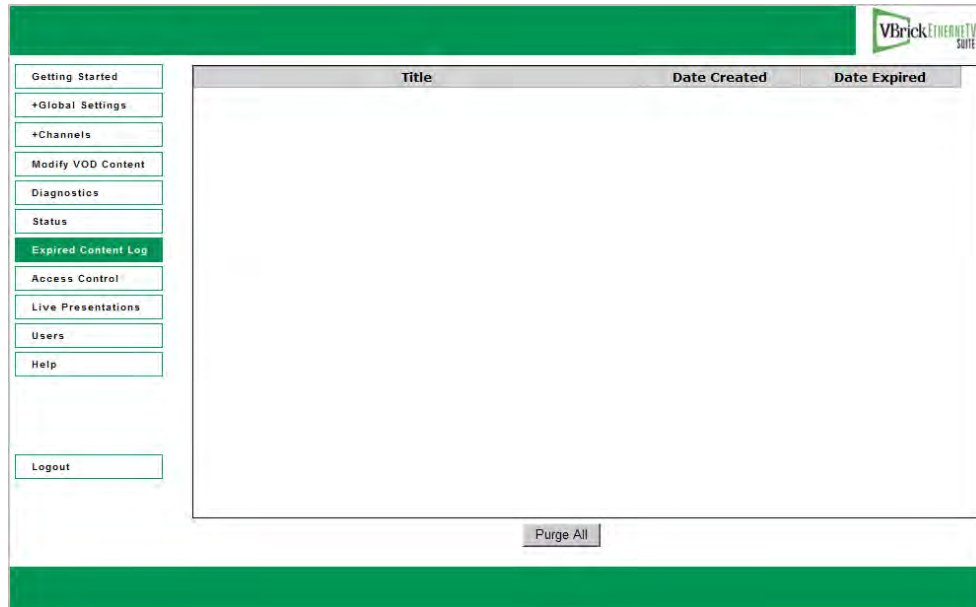 VBrick ETHERNETV
SUITE
Getting Started
+Global Settings
+Channels
Modify VOD Content
Diagnostics
Status
Expired Content Log
Access Control
Live Presentations
Users
Help
Logout
Title Date Created Date Expired
Purge All